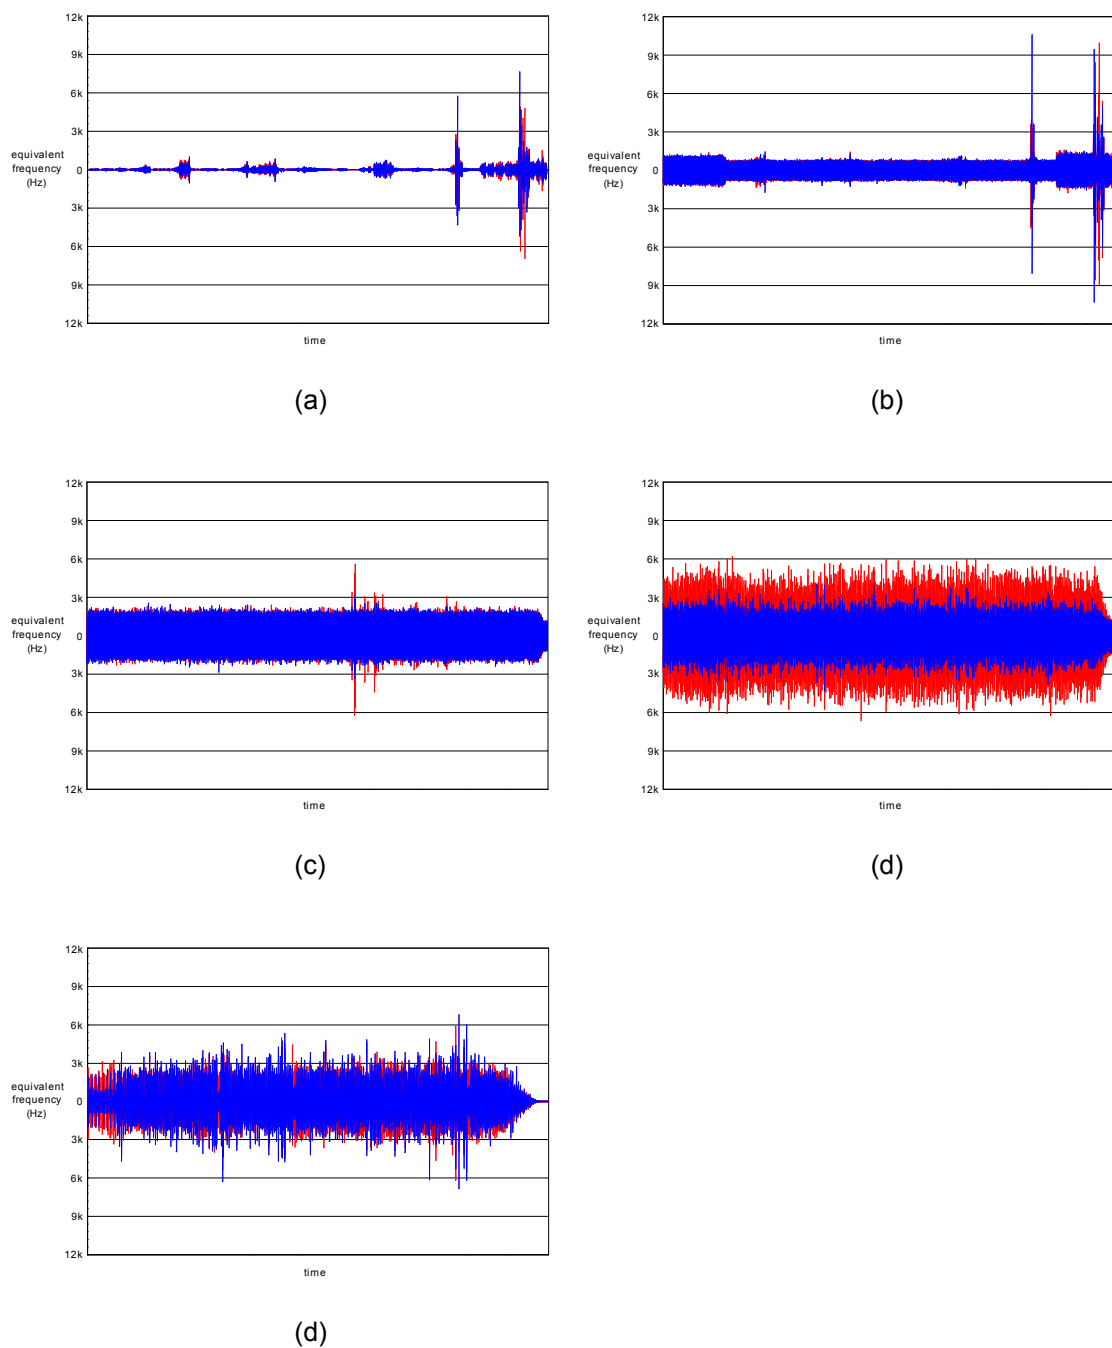 12k
9k
6k
3k
equivalent
frequency
(Hz)
0
3k
6k
9k
12k
time
(a)
12k
9k
6k
3k
equivalent
frequency
(Hz)
0
3k
6k
9k
12k
time
(b)
12k
9k
6k
3k
equivalent
frequency
(Hz)
0
3k
6k
9k
12k
time
(c)
12k
9k
6k
3k
equivalent
frequency
(Hz)
0
3k
6k
9k
12k
time
(d)
12k
9k
6k
3k
equivalent
frequency
(Hz)
0
3k
6k
9k
12k
time
(d)